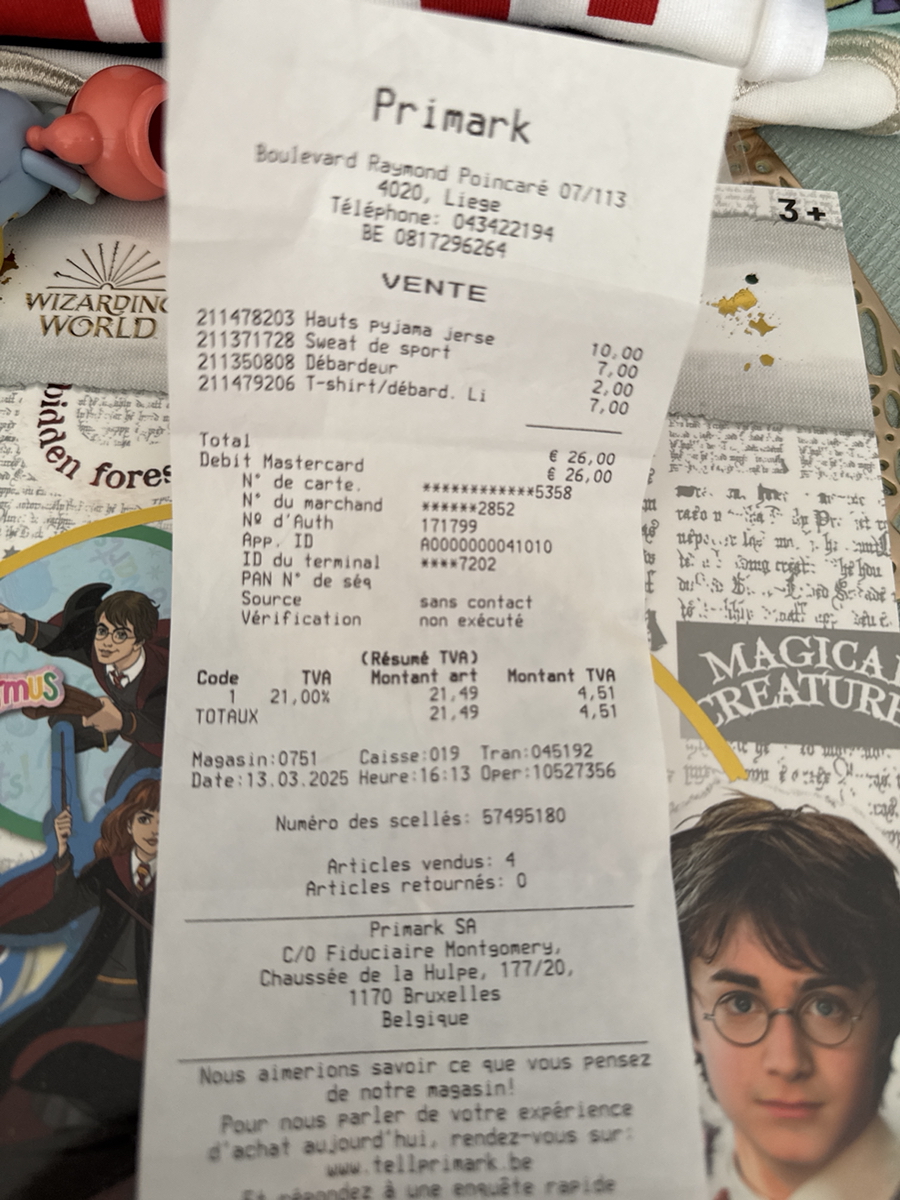 Primark
Boulevard Raymond Poincaré 07/113
4020, Liege
Téléphone: 043422194
BE 0817296264
VENTE
211478203 Hauts pyjama jerse 10,00
211371728 Sweat de sport 7,00
211350808 Débardeur 2,00
211479206 T-shirt/débard. Li 7,00
Total € 26,00
Debit Mastercard € 26,00
N° de carte. ************5358
N° du marchand ******2852
Nº d'Auth 171799
App. ID A0000000041010
ID du terminal ****7202
PAN N° de séq
Source sans contact
Vérification non exécuté
(Résumé TVA)
Code TVA Montant art Montant TVA
1 21,00% 21,49 4,51
TOTAUX 21,49 4,51
Magasin:0751 Caisse:019 Tran:045192
Date:13.03.2025 Heure:16:13 Oper:10527356
Numéro des scellés: 57495180
Articles vendus: 4
Articles retournés: 0
Primark SA
C/O Fiduciaire Montgomery,
Chaussée de la Hulpe, 177/20,
1170 Bruxelles
Belgique
Nous aimerions savoir ce que vous pensez
de notre magasin!
Pour nous parler de votre expérience
d'achat aujourd'hui, rendez-vous sur:
www.tellprimark.be
Et répondez à une enquête rapide
WIZARDING
WORLD
3+
MAGICAL
CREATURE